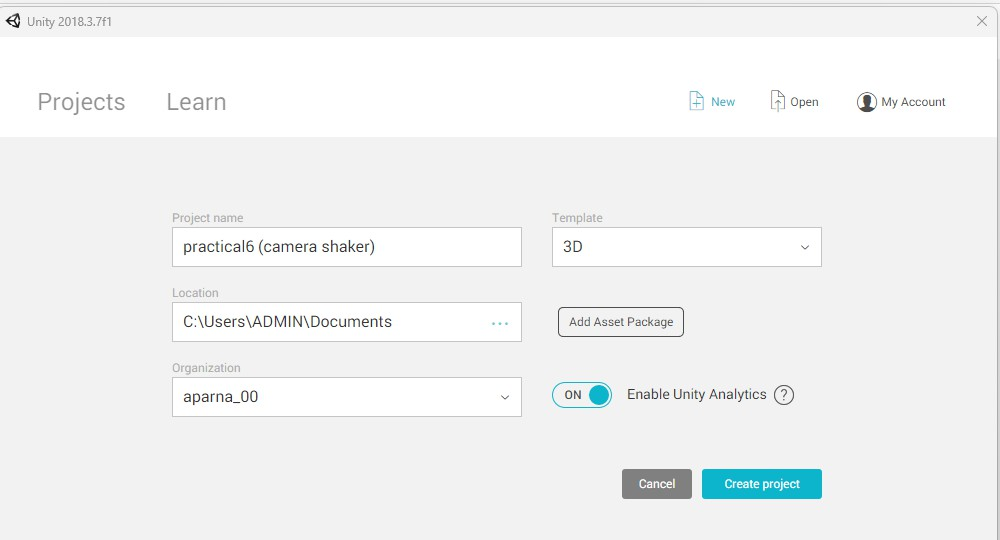 Unity 2018.3.7f1
Projects Learn New Open My Account
Project name Template
practical6 (camera shaker) 3D
Location
C:\Users\ADMIN\Documents ... Add Asset Package
Organization
aparna_00 ON Enable Unity Analytics ?
Cancel Create project